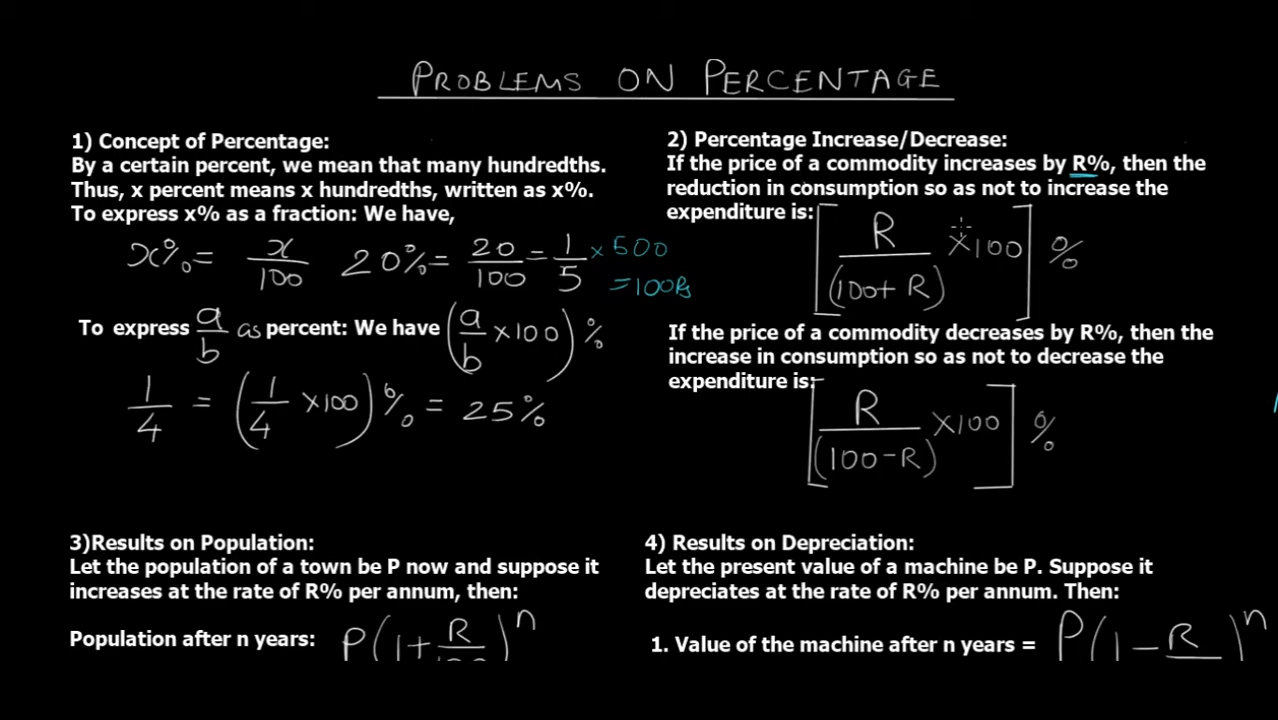 PROBLEMS ON PERCENTAGE
1) Concept of Percentage:
By a certain percent, we mean that many hundredths.
Thus, x percent means x hundredths, written as x%.
To express x% as a fraction: We have,
x% = x/100 20% = 20/100 = 1/5 × 500
= 100Rs
To express a/b as percent: We have (a/b × 100)%
1/4 = (1/4 × 100)% = 25%
2) Percentage Increase/Decrease:
If the price of a commodity increases by R%, then the
reduction in consumption so as not to increase the
expenditure is:
[R/(100+R) × 100]%
If the price of a commodity decreases by R%, then the
increase in consumption so as not to decrease the
expenditure is:
[R/(100-R) × 100]%
3)Results on Population:
Let the population of a town be P now and suppose it
increases at the rate of R% per annum, then:
Population after n years: P(1+R/100)^n
4) Results on Depreciation:
Let the present value of a machine be P. Suppose it
depreciates at the rate of R% per annum. Then:
1. Value of the machine after n years = P(1-R/ )^n